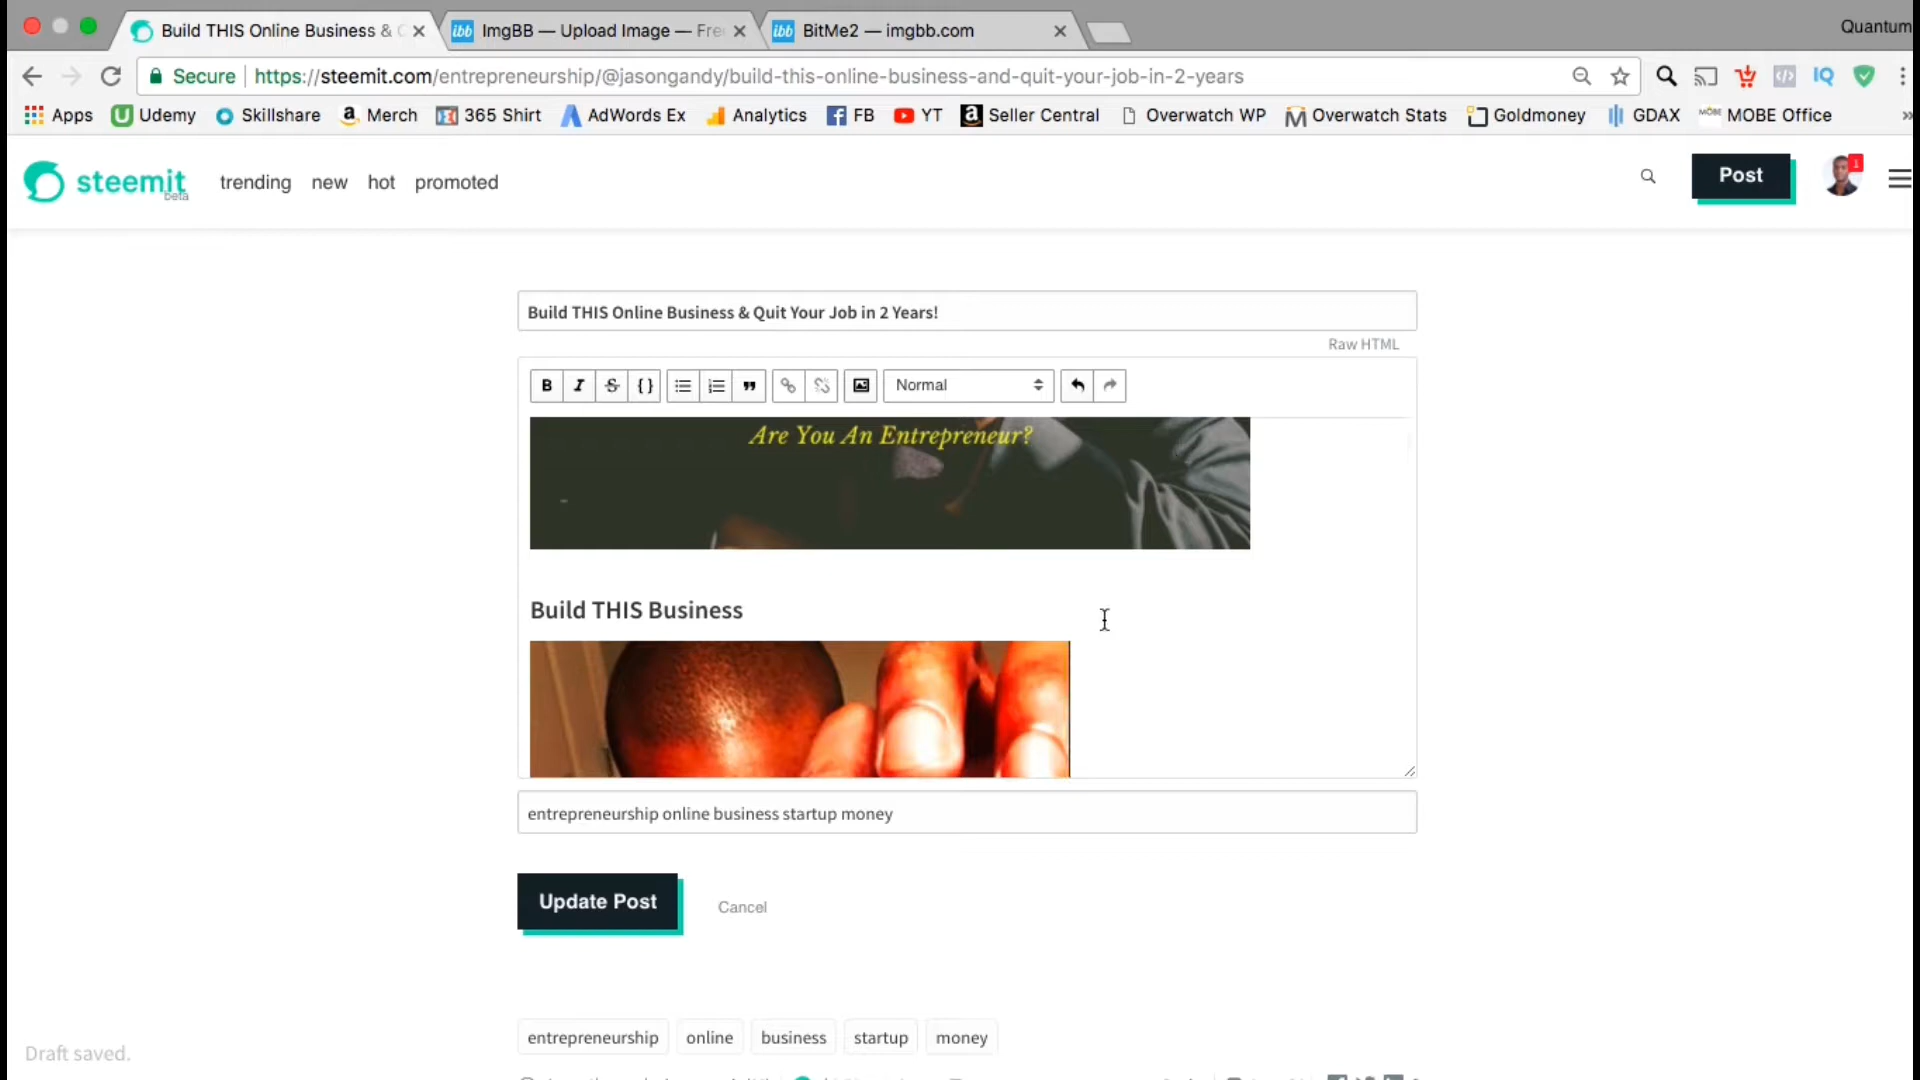 Build THIS Online Business &
ImgBB — Upload Image — Fre
BitMe2 — imgbb.com
Quantum
Secure
https://steemit.com/entrepreneurship/@jasongandy/build-this-online-business-and-quit-your-job-in-2-years
IQ
Apps
Udemy
Skillshare
Merch
365 Shirt
AdWords Ex
Analytics
FB
YT
Seller Central
Overwatch WP
Overwatch Stats
Goldmoney
GDAX
MOBE Office
steemit
beta
trending
new
hot
promoted
Post
1
Build THIS Online Business & Quit Your Job in 2 Years!
Raw HTML
B
I
S
{ }
Normal
Are You An Entrepreneur?
Build THIS Business
entrepreneurship online business startup money
Update Post
Cancel
Draft saved.
entrepreneurship
online
business
startup
money